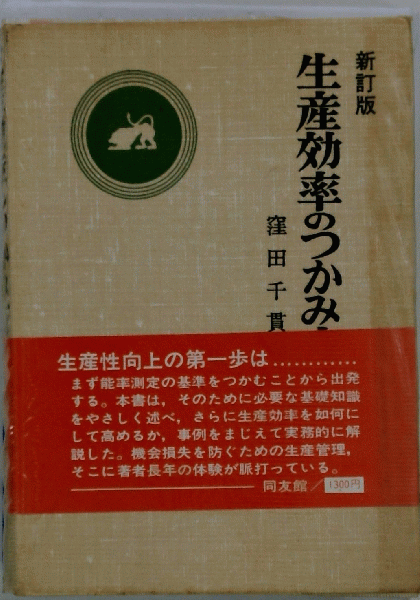 新訂版
生産効率のつかみ
窪田千貫
生産性向上の第一歩は…………
まず能率測定の基準をつかむことから出発
する。本書は，そのために必要な基礎知識
をやさしく述べ，さらに生産効率を如何に
して高めるか，事例をまじえて実務的に解
説した。機会損失を防ぐための生産管理，
そこに著者長年の体験が脈打っている。
同友館／1300円